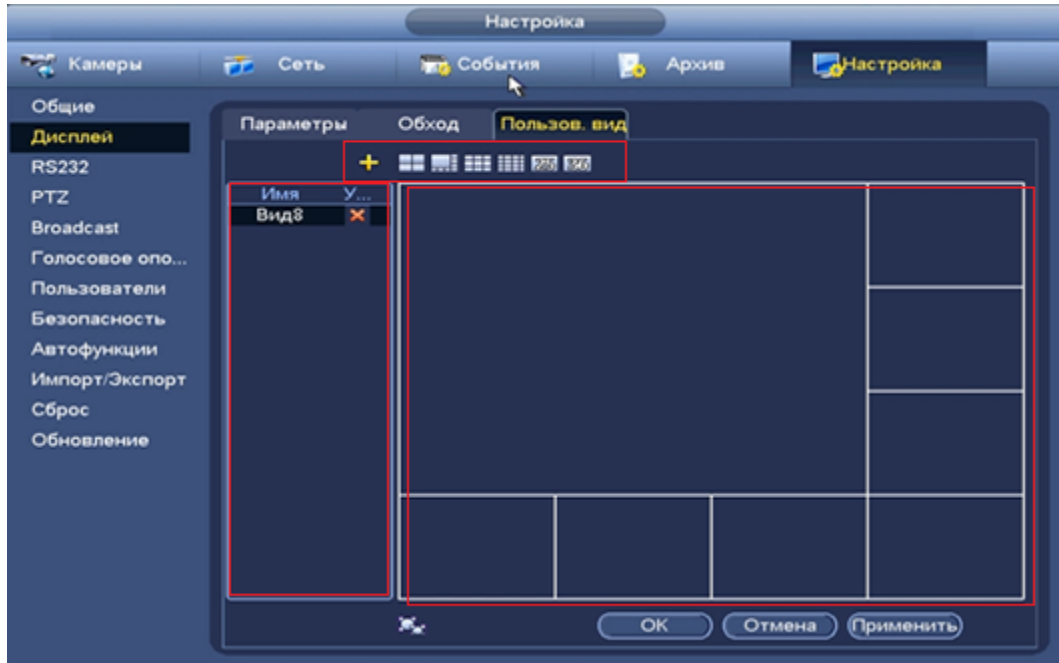 Настройка
Камеры Сеть События Архив Настройка
Общие
Дисплей
RS232
PTZ
Broadcast
Голосовое опо...
Пользователи
Безопасность
Автофункции
Импорт/Экспорт
Сброс
Обновление
Параметры Обход Пользов. вид
Имя У...
Вид8
ОК Отмена Применить